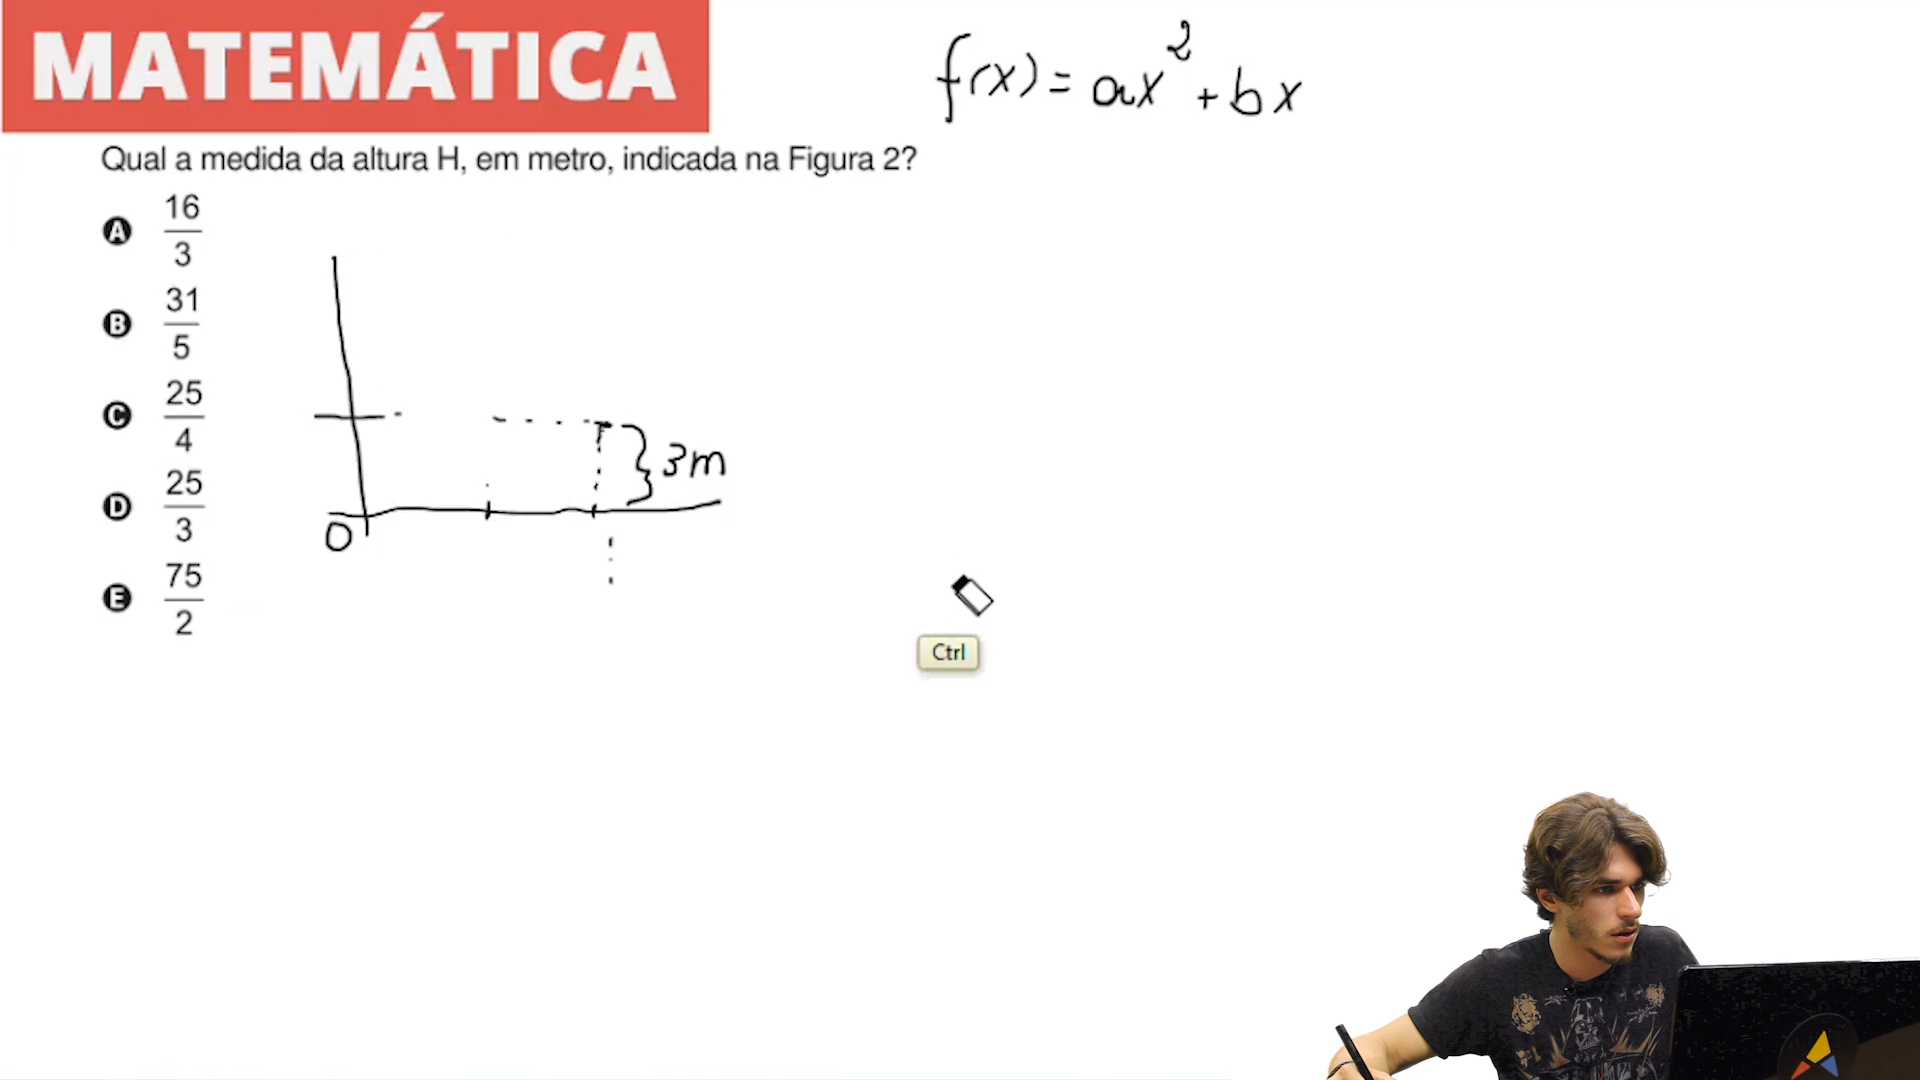 MATEMÁTICA
f(x) = ax² + bx
Qual a medida da altura H, em metro, indicada na Figura 2?
A 16/3
B 31/5
C 25/4
D 25/3
E 75/2
3m
0
Ctrl